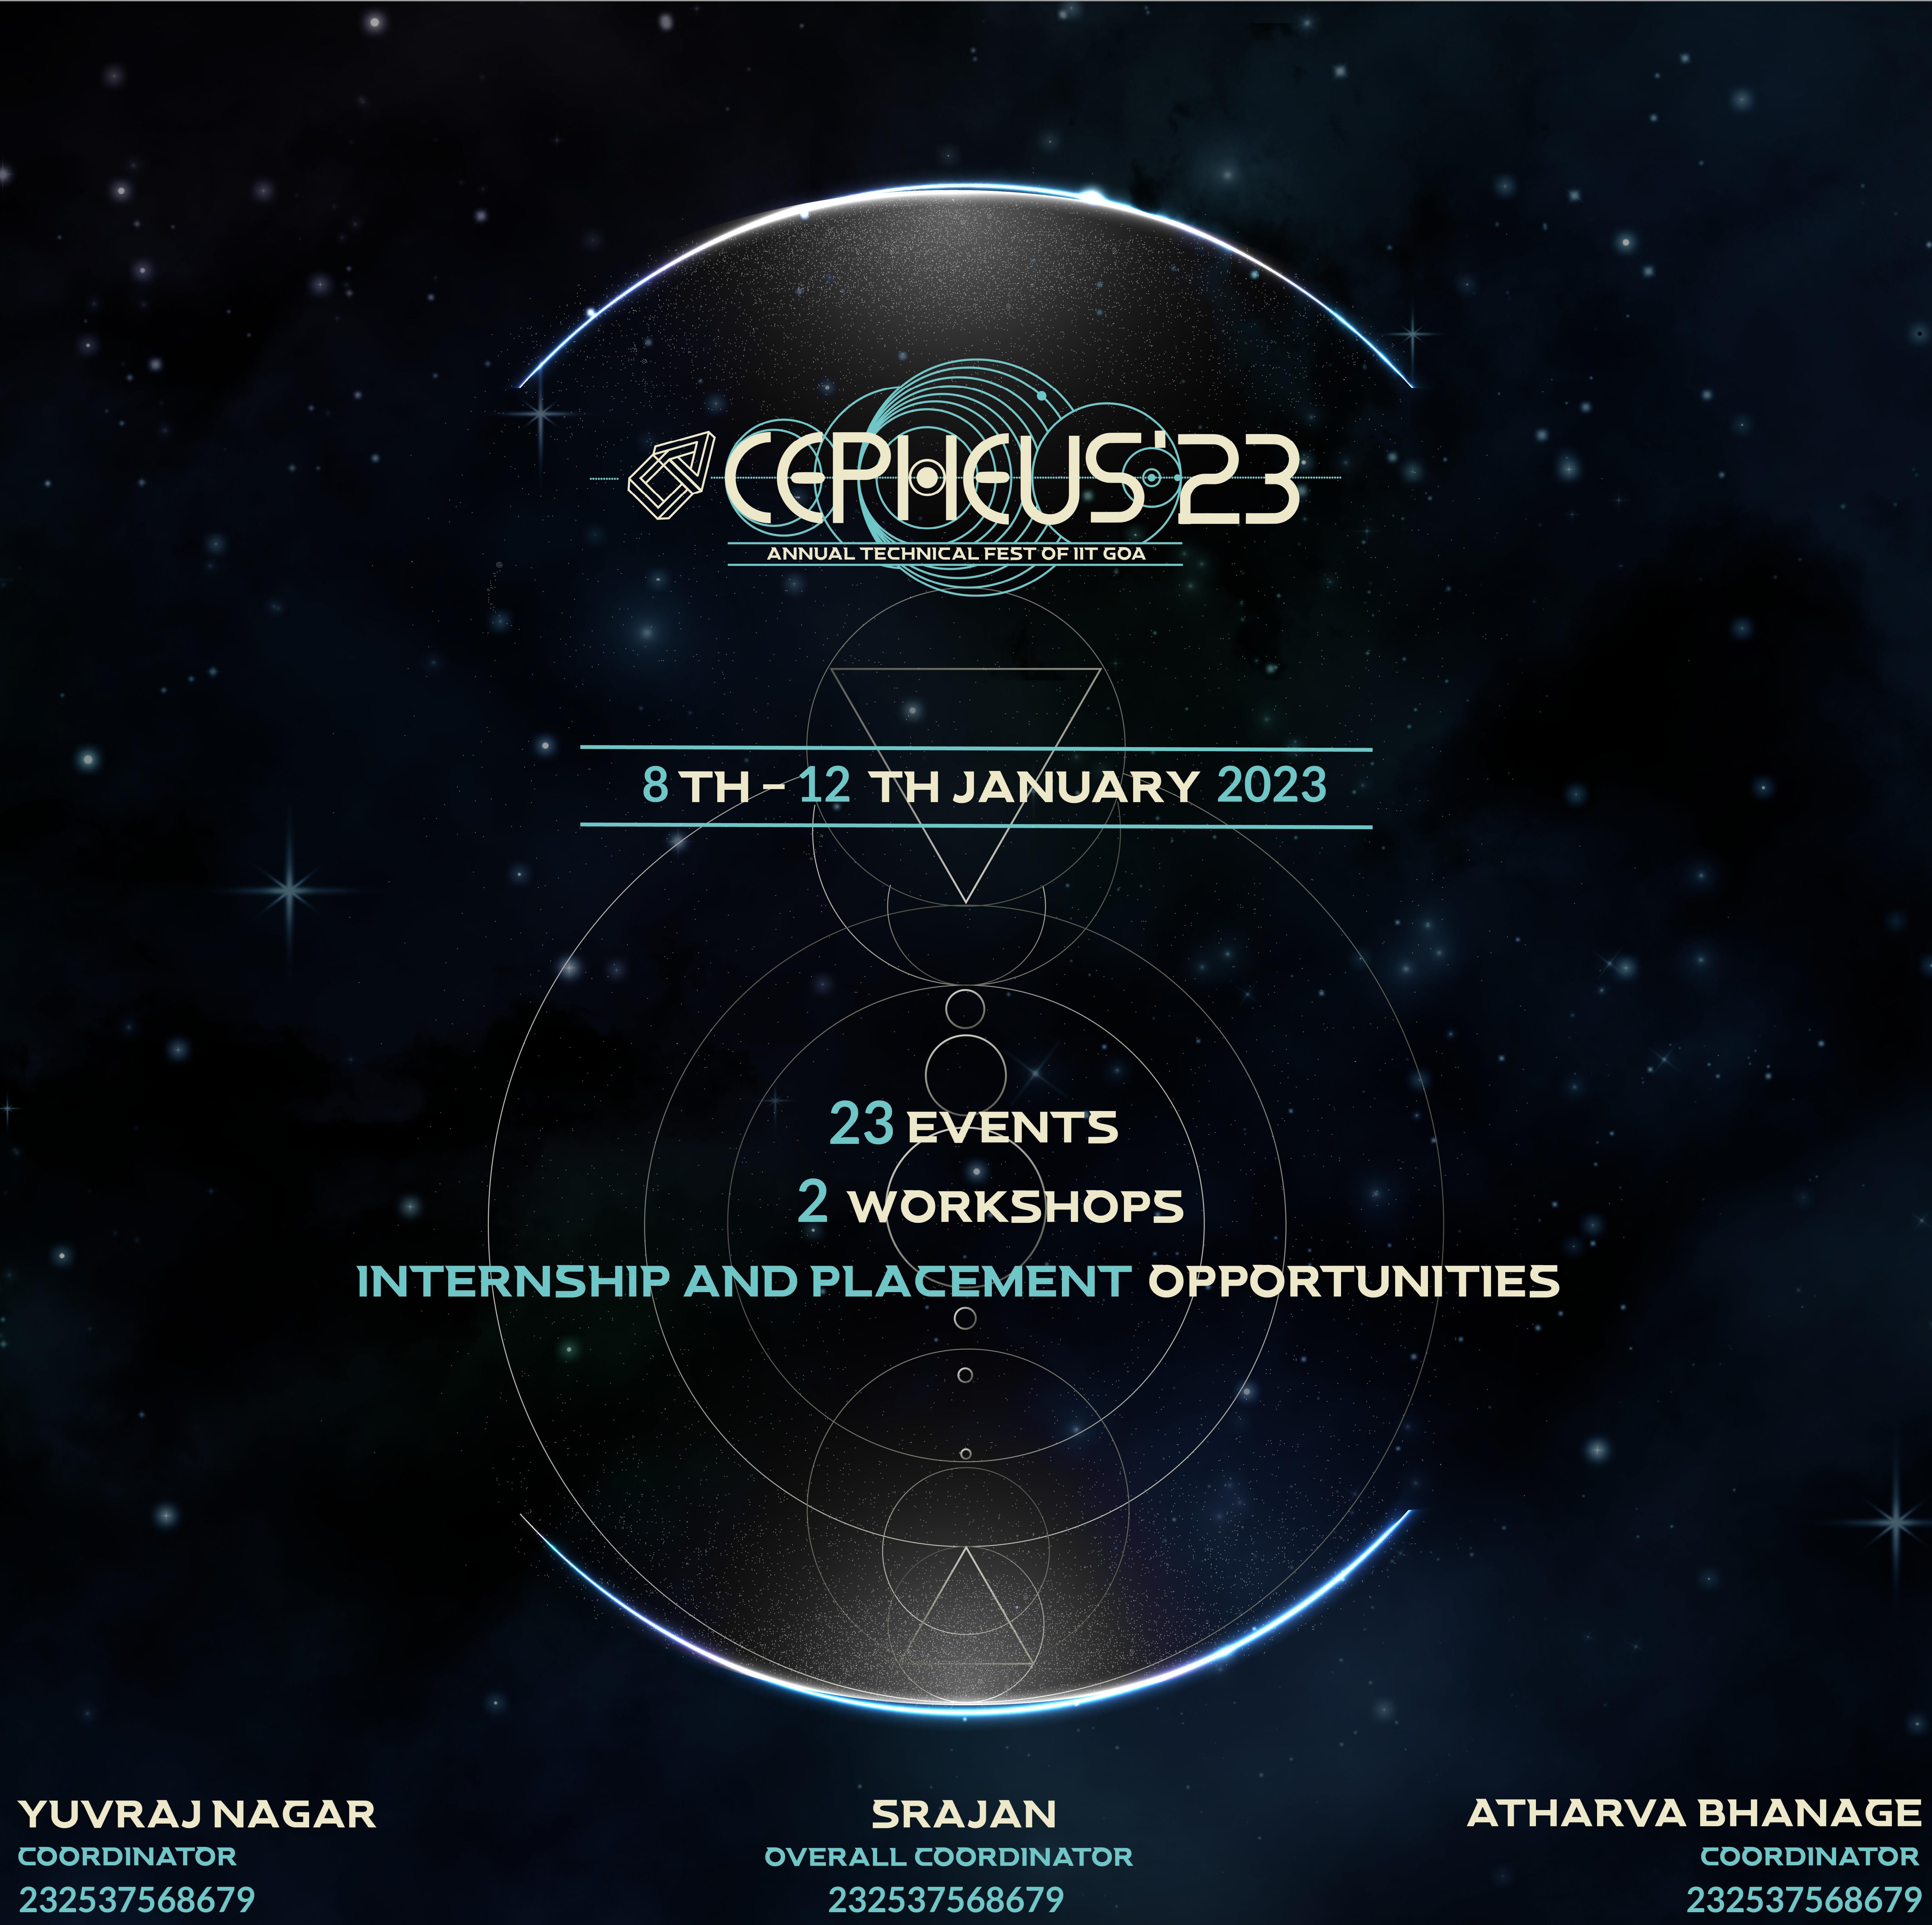 CEPHEUS'23
ANNUAL TECHNICAL FEST OF IIT GOA
8 TH – 12 TH JANUARY 2023
23 EVENTS
2 WORKSHOPS
INTERNSHIP AND PLACEMENT OPPORTUNITIES
YUVRAJ NAGAR
COORDINATOR
232537568679
SRAJAN
OVERALL COORDINATOR
232537568679
ATHARVA BHANAGE
COORDINATOR
232537568679